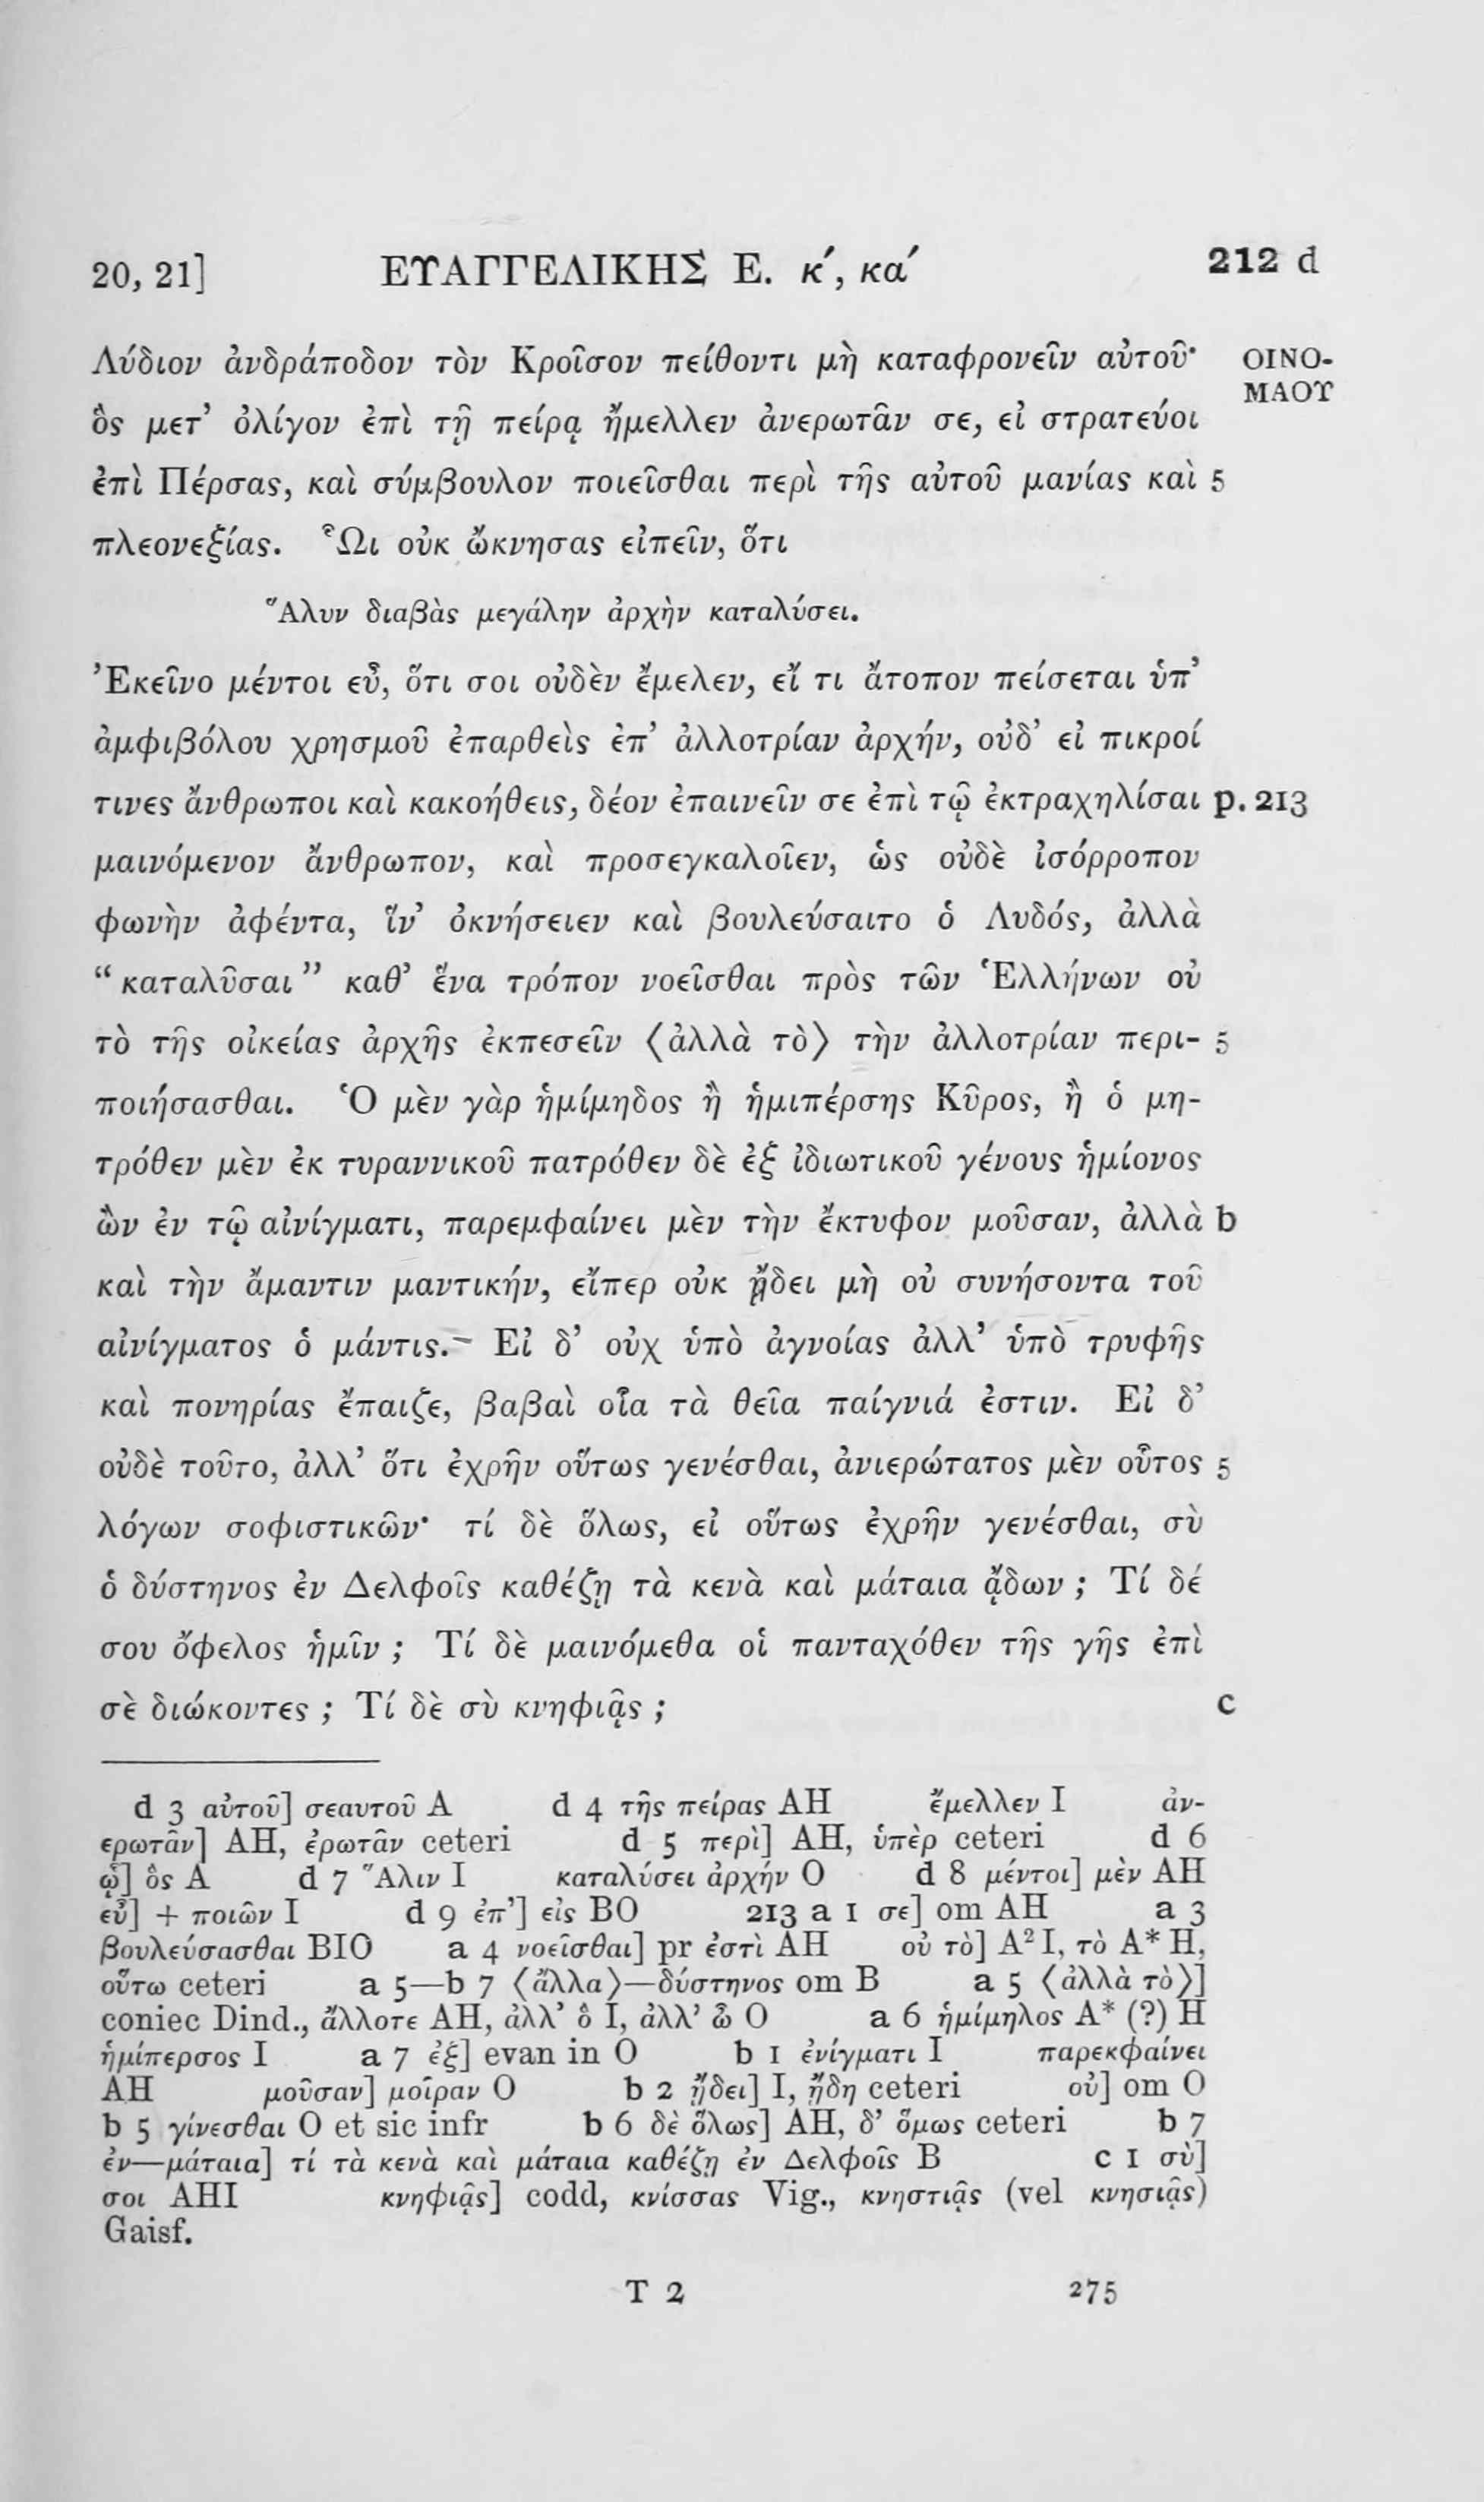 20, 21] ΕΥΑΓΓΕΛΙΚΗΣ Ε. κ΄, κα΄ 212 d
Λύδιον ἀνδράποδον τὸν Κροῖσον πείθοντι μὴ καταφρονεῖν αὑτοῦ· ΟΙΝΟ-
ΜΑΟΥ
ὃς μετ’ ὀλίγον ἐπὶ τῇ πείρᾳ ἤμελλεν ἀνερωτᾶν σε, εἰ στρατεύοι
ἐπὶ Πέρσας, καὶ σύμβουλον ποιεῖσθαι περὶ τῆς αὑτοῦ μανίας καὶ 5
πλεονεξίας. Ὧι οὐκ ὤκνησας εἰπεῖν, ὅτι
Ἅλυν διαβὰς μεγάλην ἀρχὴν καταλύσει.
Ἐκεῖνο μέντοι εὖ, ὅτι σοι οὐδὲν ἔμελεν, εἴ τι ἄτοπον πείσεται ὑπ’
ἀμφιβόλου χρησμοῦ ἐπαρθεὶς ἐπ’ ἀλλοτρίαν ἀρχήν, οὐδ’ εἰ πικροί
τινες ἄνθρωποι καὶ κακοήθεις, δέον ἐπαινεῖν σε ἐπὶ τῷ ἐκτραχηλίσαι p. 213
μαινόμενον ἄνθρωπον, καὶ προσεγκαλοῖεν, ὡς οὐδὲ ἰσόρροπον
φωνὴν ἀφέντα, ἵν’ ὀκνήσειεν καὶ βουλεύσαιτο ὁ Λυδός, ἀλλὰ
“καταλῦσαι” καθ’ ἕνα τρόπον νοεῖσθαι πρὸς τῶν Ἑλλήνων οὐ
τὸ τῆς οἰκείας ἀρχῆς ἐκπεσεῖν ⟨ἀλλὰ τὸ⟩ τὴν ἀλλοτρίαν περι- 5
ποιήσασθαι. Ὁ μὲν γὰρ ἡμίμηδος ἢ ἡμιπέρσης Κῦρος, ἢ ὁ μη-
τρόθεν μὲν ἐκ τυραννικοῦ πατρόθεν δὲ ἐξ ἰδιωτικοῦ γένους ἡμίονος
ὢν ἐν τῷ αἰνίγματι, παρεμφαίνει μὲν τὴν ἔκτυφον μοῦσαν, ἀλλὰ b
καὶ τὴν ἄμαντιν μαντικήν, εἴπερ οὐκ ᾔδει μὴ οὐ συνήσοντα τοῦ
αἰνίγματος ὁ μάντις. Εἰ δ’ οὐχ ὑπὸ ἀγνοίας ἀλλ’ ὑπὸ τρυφῆς
καὶ πονηρίας ἔπαιζε, βαβαὶ οἷα τὰ θεῖα παίγνιά ἐστιν. Εἰ δ’
οὐδὲ τοῦτο, ἀλλ’ ὅτι ἐχρῆν οὕτως γενέσθαι, ἀνιερώτατος μὲν οὗτος 5
λόγων σοφιστικῶν· τί δὲ ὅλως, εἰ οὕτως ἐχρῆν γενέσθαι, σὺ
ὁ δύστηνος ἐν Δελφοῖς καθέζῃ τὰ κενὰ καὶ μάταια ᾄδων ; Τί δέ
σου ὄφελος ἡμῖν ; Τί δὲ μαινόμεθα οἱ πανταχόθεν τῆς γῆς ἐπὶ
σὲ διώκοντες ; Τί δὲ σὺ κνηφιᾷς ; c
d 3 αὑτοῦ] σεαυτοῦ A d 4 τῆς πείρας AH ἔμελλεν I ἀν-
ερωτᾶν] AH, ἐρωτᾶν ceteri d 5 περὶ] AH, ὑπὲρ ceteri d 6
ᾧ] ὃς A d 7 Ἅλιν I καταλύσει ἀρχήν O d 8 μέντοι] μὲν AH
εὖ] + ποιῶν I d 9 ἐπ’] εἰς BO 213 a 1 σε] om AH a 3
βουλεύσασθαι BIO a 4 νοεῖσθαι] pr ἐστὶ AH οὐ τὸ] A² I, τὸ A* H,
οὕτω ceteri a 5—b 7 ⟨ἄλλα⟩—δύστηνος om B a 5 ⟨ἀλλὰ τὸ⟩]
coniec Dind., ἄλλοτε AH, ἀλλ’ ὃ I, ἀλλ’ ὦ O a 6 ἡμίμηλος A* (?) H
ἡμίπερσος I a 7 ἐξ] evan in O b 1 ἐνίγματι I παρεκφαίνει
AH μοῦσαν] μοῖραν O b 2 ᾔδει] I, ᾔδη ceteri οὐ] om O
b 5 γίνεσθαι O et sic infr b 6 δὲ ὅλως] AH, δ’ ὅμως ceteri b 7
ἐν—μάταια] τί τὰ κενὰ καὶ μάταια καθέζῃ ἐν Δελφοῖς B c 1 σὺ]
σοι AHI κνηφιᾷς] codd, κνίσσας Vig., κνηστιᾷς (vel κνησιᾷς)
Gaisf.
T 2 275